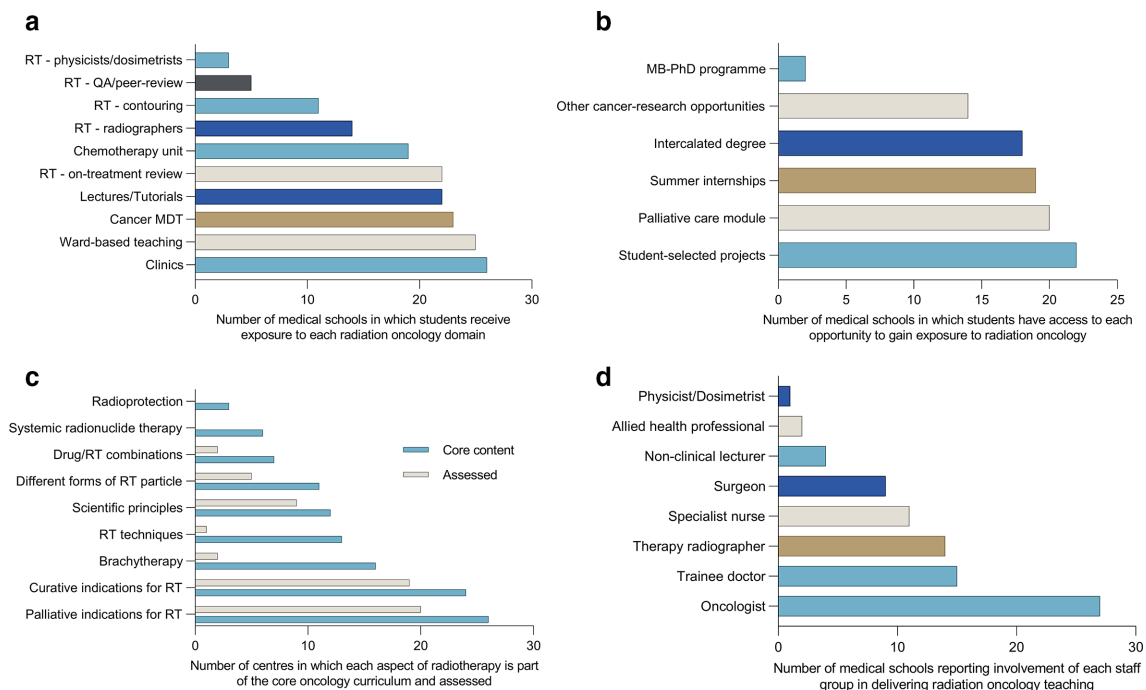 a
RT - physicists/dosimetrists
RT - QA/peer-review
RT - contouring
RT - radiographers
Chemotherapy unit
RT - on-treatment review
Lectures/Tutorials
Cancer MDT
Ward-based teaching
Clinics
0 10 20 30
Number of medical schools in which students receive
exposure to each radiation oncology domain
b
MB-PhD programme
Other cancer-research opportunities
Intercalated degree
Summer internships
Palliative care module
Student-selected projects
0 5 10 15 20 25
Number of medical schools in which students have access to each
opportunity to gain exposure to radiation oncology
c
Radioprotection
Systemic radionuclide therapy
Drug/RT combinations
Different forms of RT particle
Scientific principles
RT techniques
Brachytherapy
Curative indications for RT
Palliative indications for RT
Core content
Assessed
0 10 20 30
Number of centres in which each aspect of radiotherapy is part
of the core oncology curriculum and assessed
d
Physicist/Dosimetrist
Allied health professional
Non-clinical lecturer
Surgeon
Specialist nurse
Therapy radiographer
Trainee doctor
Oncologist
0 10 20 30
Number of medical schools reporting involvement of each staff
group in delivering radiation oncology teaching